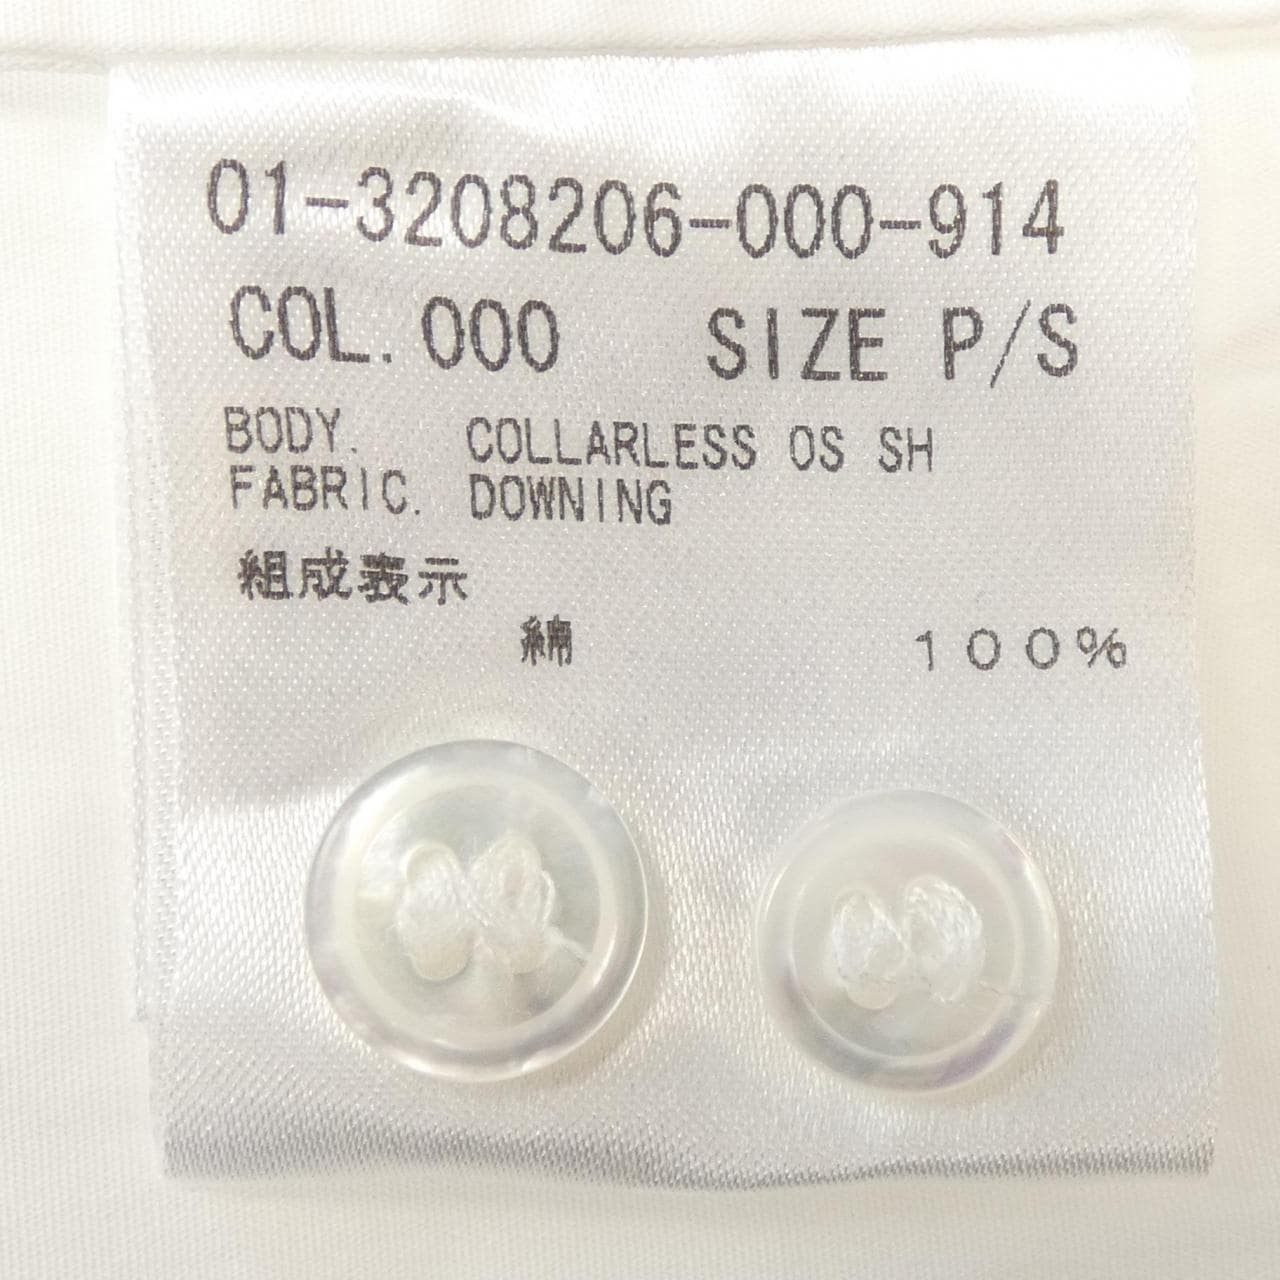 01-3208206-000-914
COL. 000 SIZE P/S
BODY. COLLARLESS OS SH
FABRIC. DOWNING
組成表示
綿 100%